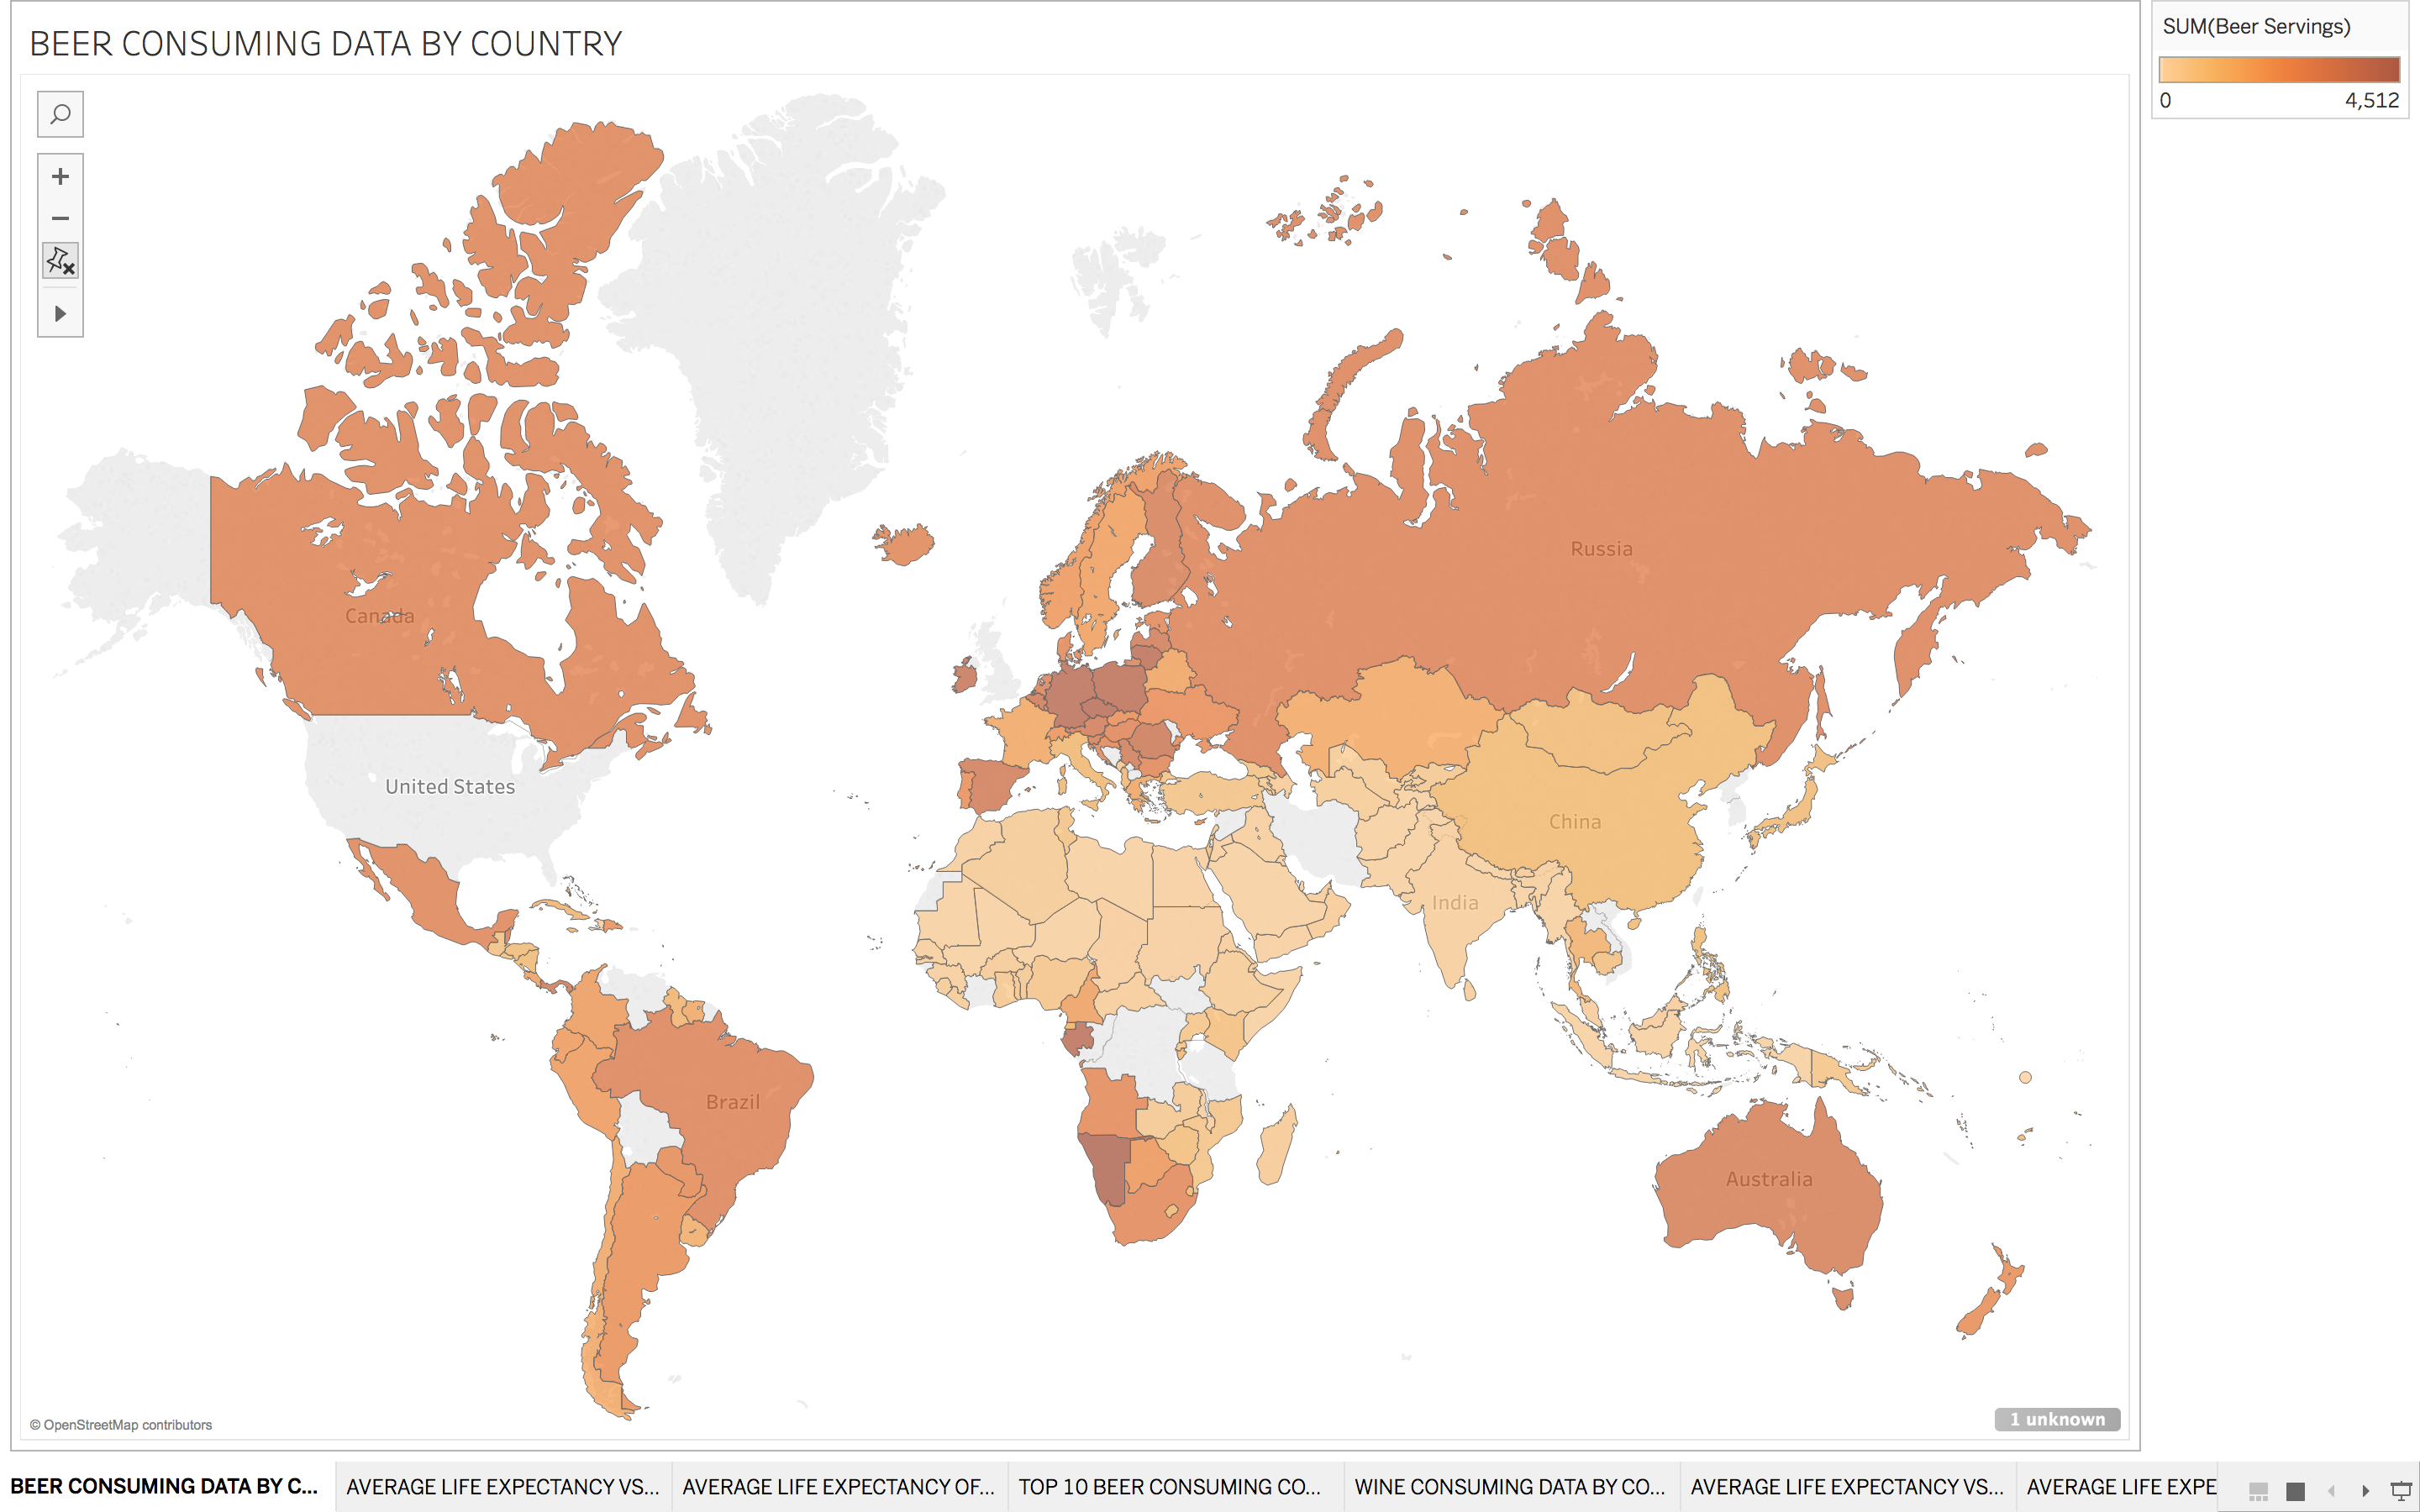 BEER CONSUMING DATA BY COUNTRY
SUM(Beer Servings)
0 4,512
Russia
Canada
United States
China
India
Brazil
Australia
© OpenStreetMap contributors
1 unknown
BEER CONSUMING DATA BY C...
AVERAGE LIFE EXPECTANCY VS...
AVERAGE LIFE EXPECTANCY OF...
TOP 10 BEER CONSUMING CO...
WINE CONSUMING DATA BY CO...
AVERAGE LIFE EXPECTANCY VS...
AVERAGE LIFE EXPE